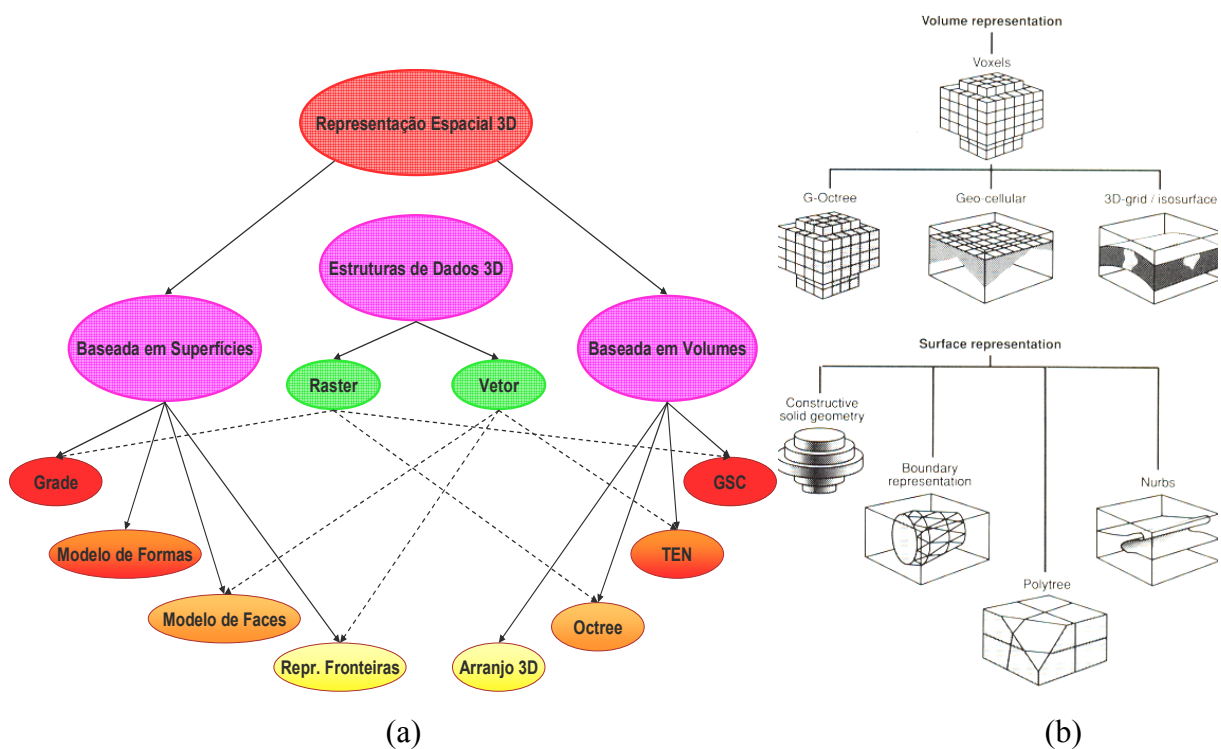 Representação Espacial 3D
Estruturas de Dados 3D
Baseada em Superfícies
Baseada em Volumes
Raster
Vetor
Grade
GSC
Modelo de Formas
TEN
Modelo de Faces
Octree
Repr. Fronteiras
Arranjo 3D
(a)
Volume representation
Voxels
G-Octree
Geo-cellular
3D-grid / isosurface
Surface representation
Constructive
solid geometry
Boundary
representation
Nurbs
Polytree
(b)